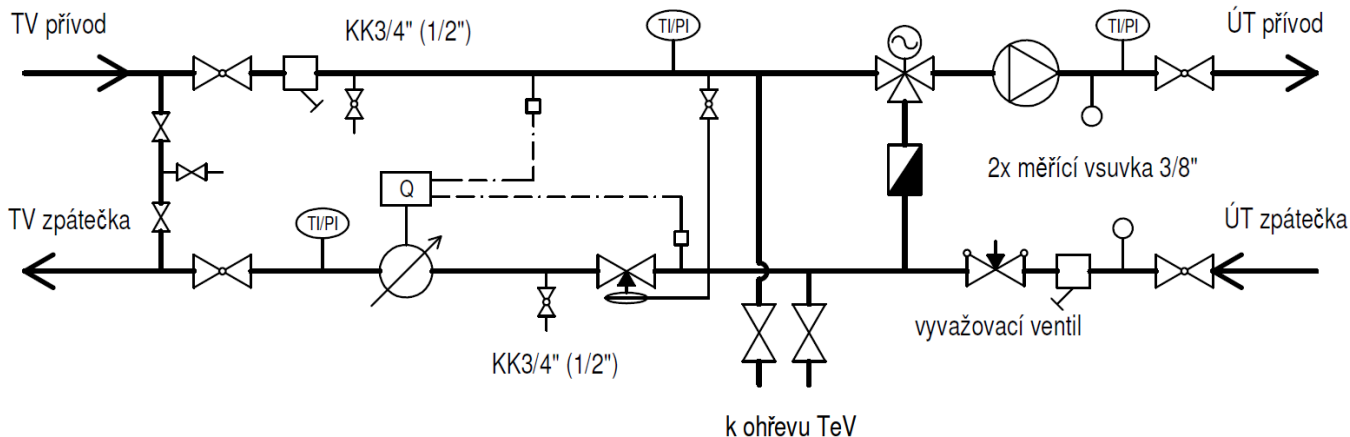 TV přívod
KK3/4" (1/2")
TI/PI
TI/PI
ÚT přívod
2x měřící vsuvka 3/8"
Q
TV zpátečka
TI/PI
ÚT zpátečka
vyvažovací ventil
KK3/4" (1/2")
k ohřevu TeV